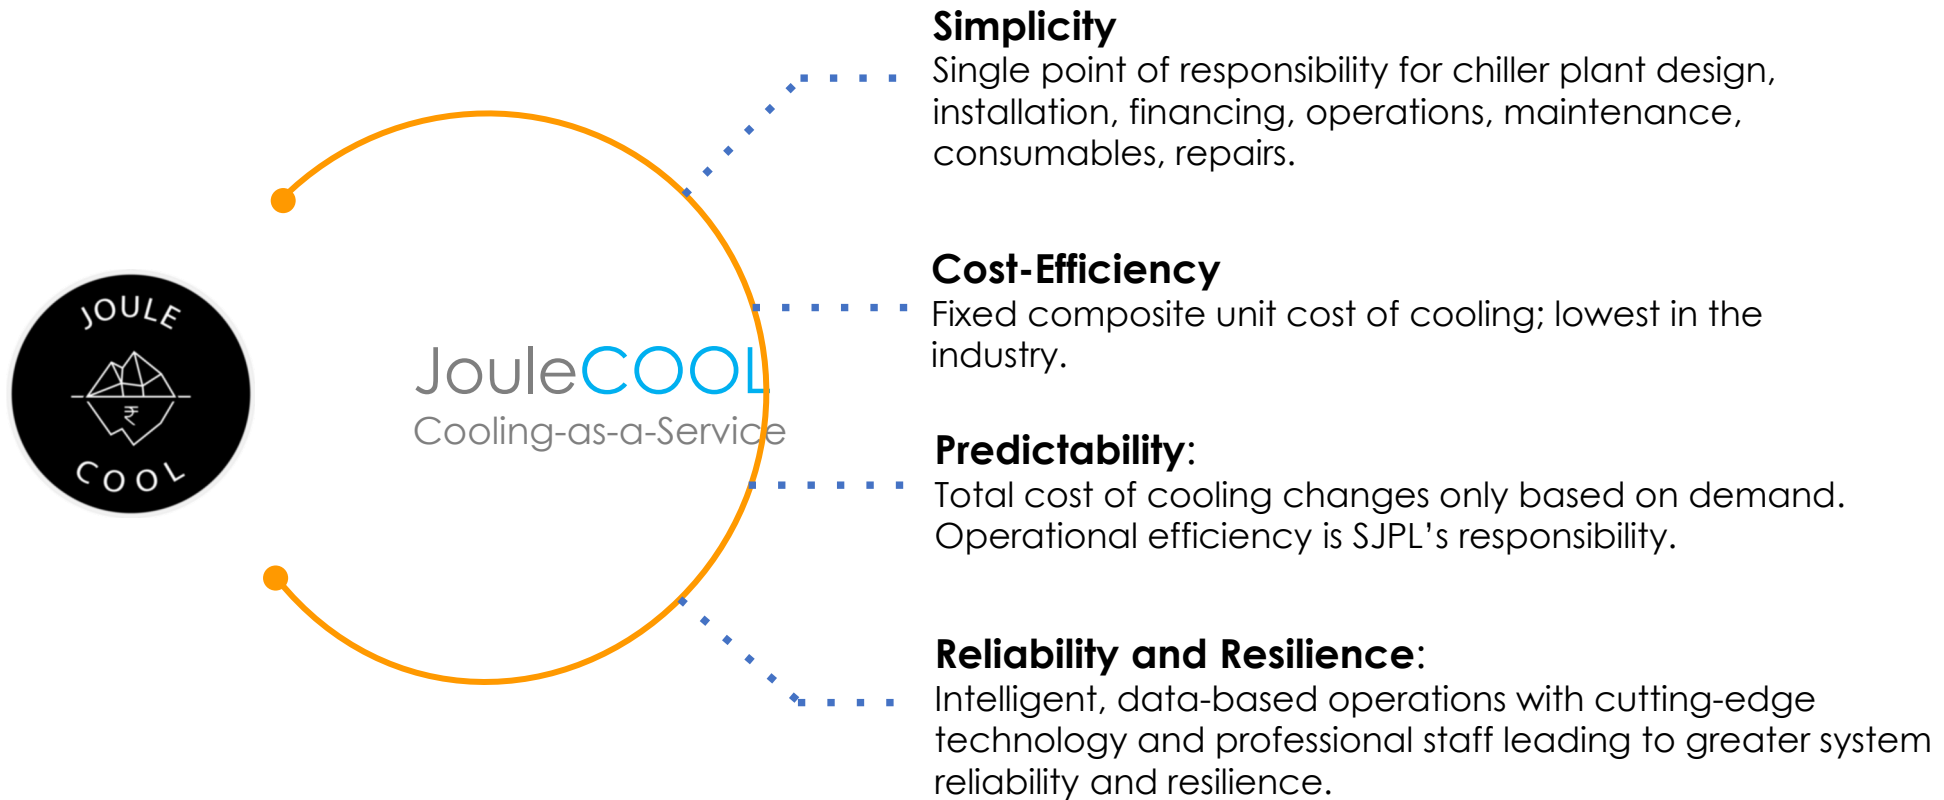 Simplicity
Single point of responsibility for chiller plant design,
installation, financing, operations, maintenance,
consumables, repairs.
Cost-Efficiency
Fixed composite unit cost of cooling; lowest in the
industry.
JOULE
₹
COOL
JouleCOOL
Cooling-as-a-Service
Predictability:
Total cost of cooling changes only based on demand.
Operational efficiency is SJPL’s responsibility.
Reliability and Resilience:
Intelligent, data-based operations with cutting-edge
technology and professional staff leading to greater system
reliability and resilience.